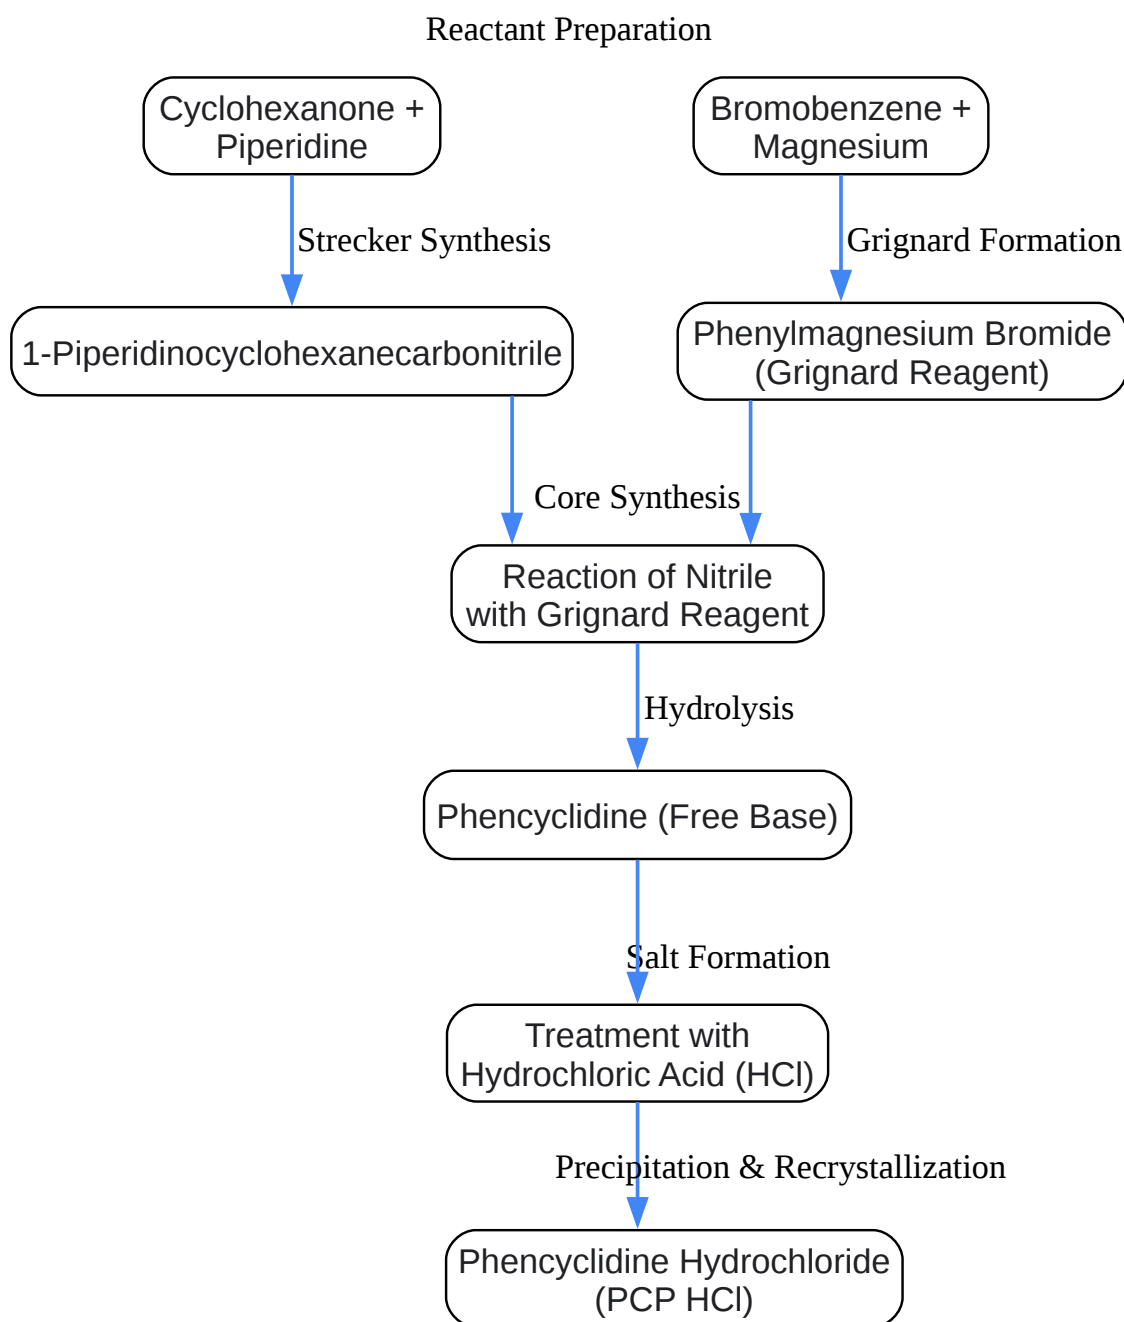 Reactant Preparation
Cyclohexanone +
Piperidine
Bromobenzene +
Magnesium
Strecker Synthesis
Grignard Formation
1-Piperidinocyclohexanecarbonitrile
Phenylmagnesium Bromide
(Grignard Reagent)
Core Synthesis
Reaction of Nitrile
with Grignard Reagent
Hydrolysis
Phencyclidine (Free Base)
Salt Formation
Treatment with
Hydrochloric Acid (HCl)
Precipitation & Recrystallization
Phencyclidine Hydrochloride
(PCP HCl)